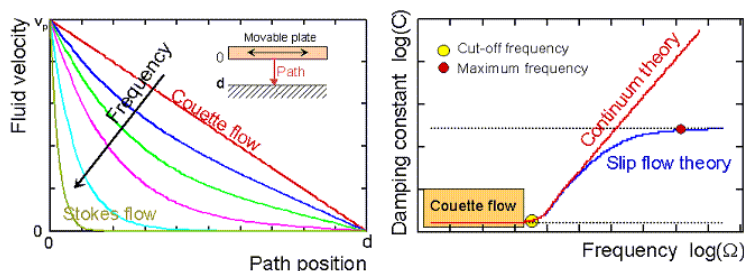 Fluid velocity
vp
0
Path position
d
Frequency
Couette flow
Stokes flow
Movable plate
0
Path
d
Damping constant log(C)
Cut-off frequency
Maximum frequency
Continuum theory
Slip flow theory
Couette flow
Frequency log(Ω)